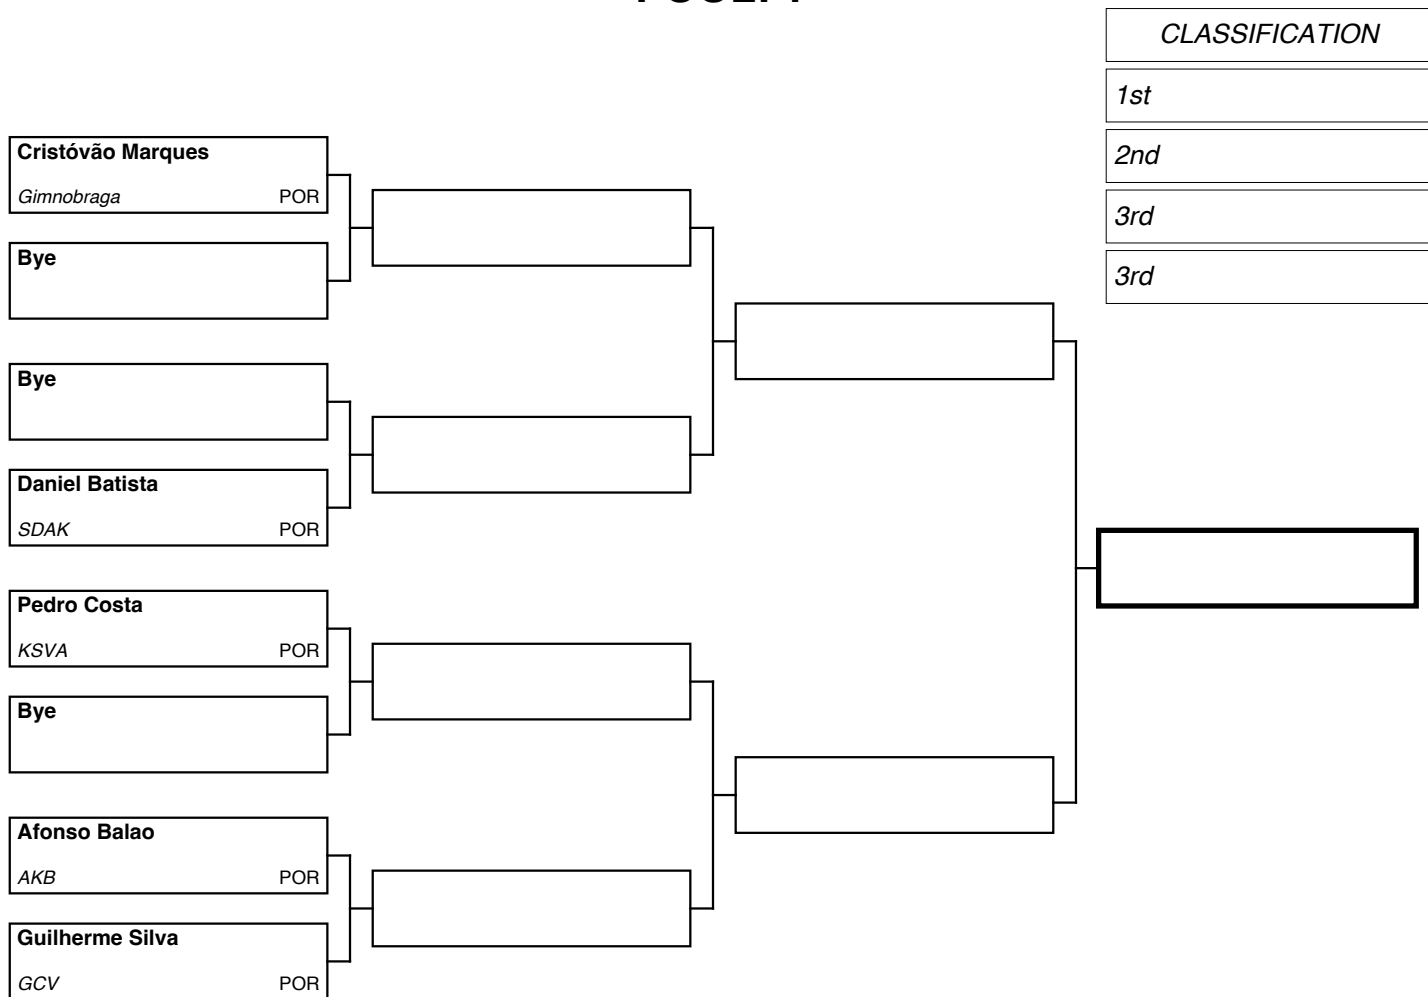 CLASSIFICATION
1st
2nd
3rd
3rd
Cristóvão Marques
Gimnobraga POR
Bye
Bye
Daniel Batista
SDAK POR
Pedro Costa
KSVA POR
Bye
Afonso Balao
AKB POR
Guilherme Silva
GCV POR